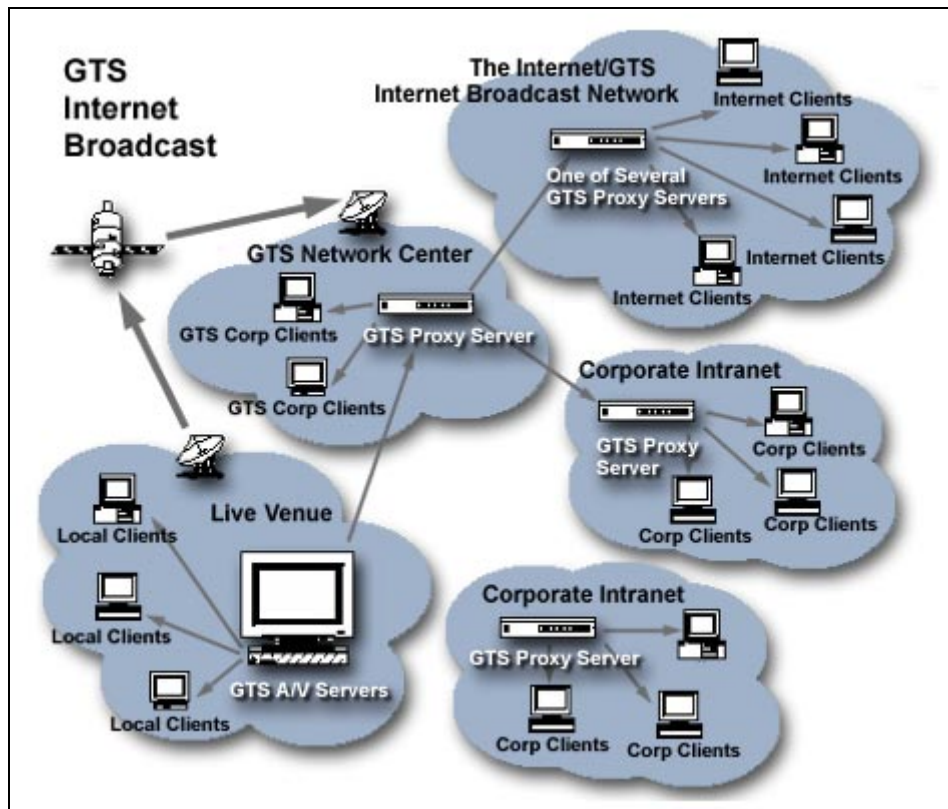 GTS
Internet
Broadcast
The Internet/GTS
Internet Broadcast Network
Internet Clients
One of Several
GTS Proxy Servers
Internet Clients
Internet Clients
Internet Clients
GTS Network Center
GTS Corp Clients
GTS Proxy Server
GTS Corp Clients
Corporate Intranet
GTS Proxy
Server
Corp Clients
Corp Clients
Corp Clients
Live Venue
Local Clients
Local Clients
Local Clients
GTS A/V Servers
Corporate Intranet
GTS Proxy Server
Corp Clients
Corp Clients